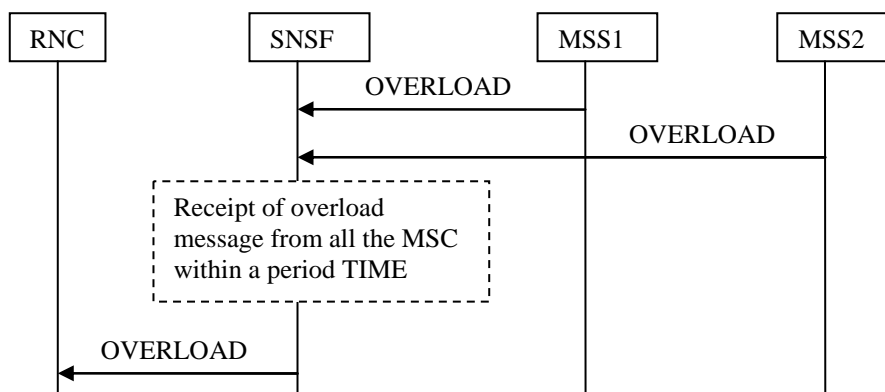 RNC SNSF MSS1 MSS2
OVERLOAD
OVERLOAD
Receipt of overload
message from all the MSC
within a period TIME
OVERLOAD